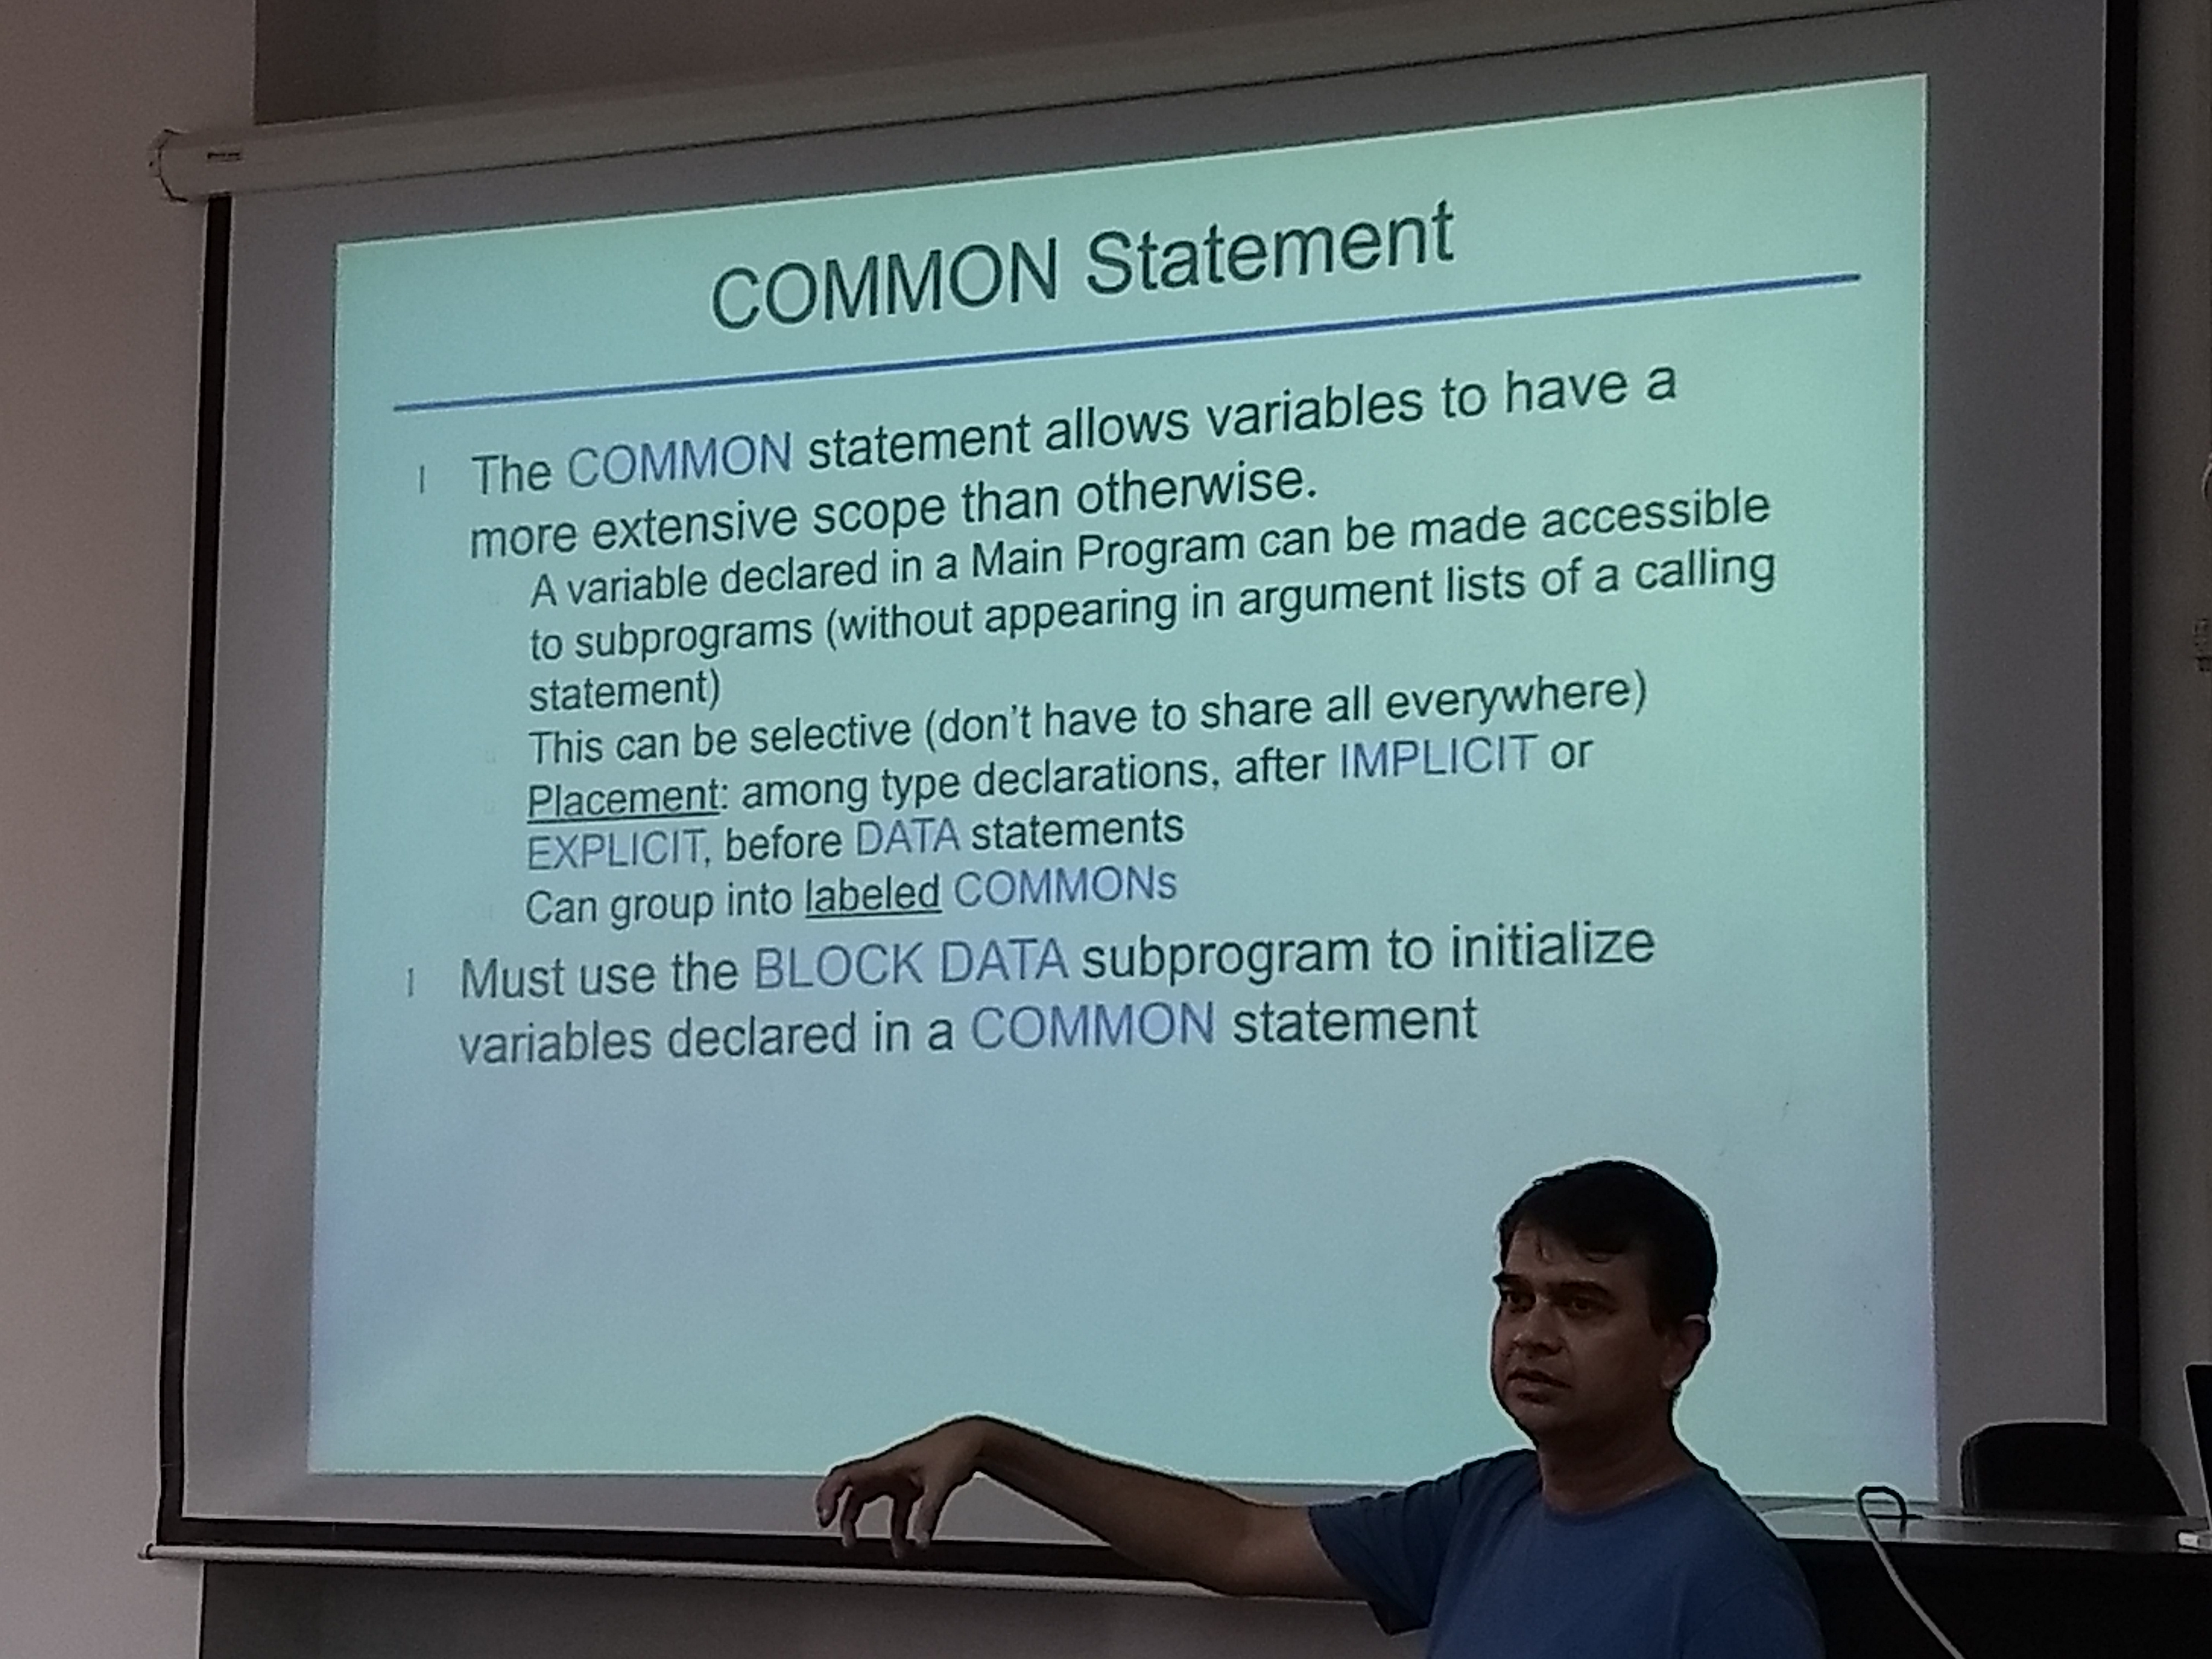 COMMON Statement
The COMMON statement allows variables to have a
more extensive scope than otherwise.
A variable declared in a Main Program can be made accessible
to subprograms (without appearing in argument lists of a calling
statement)
This can be selective (don't have to share all everywhere)
Placement: among type declarations, after IMPLICIT or
EXPLICIT, before DATA statements
Can group into labeled COMMONs
Must use the BLOCK DATA subprogram to initialize
variables declared in a COMMON statement